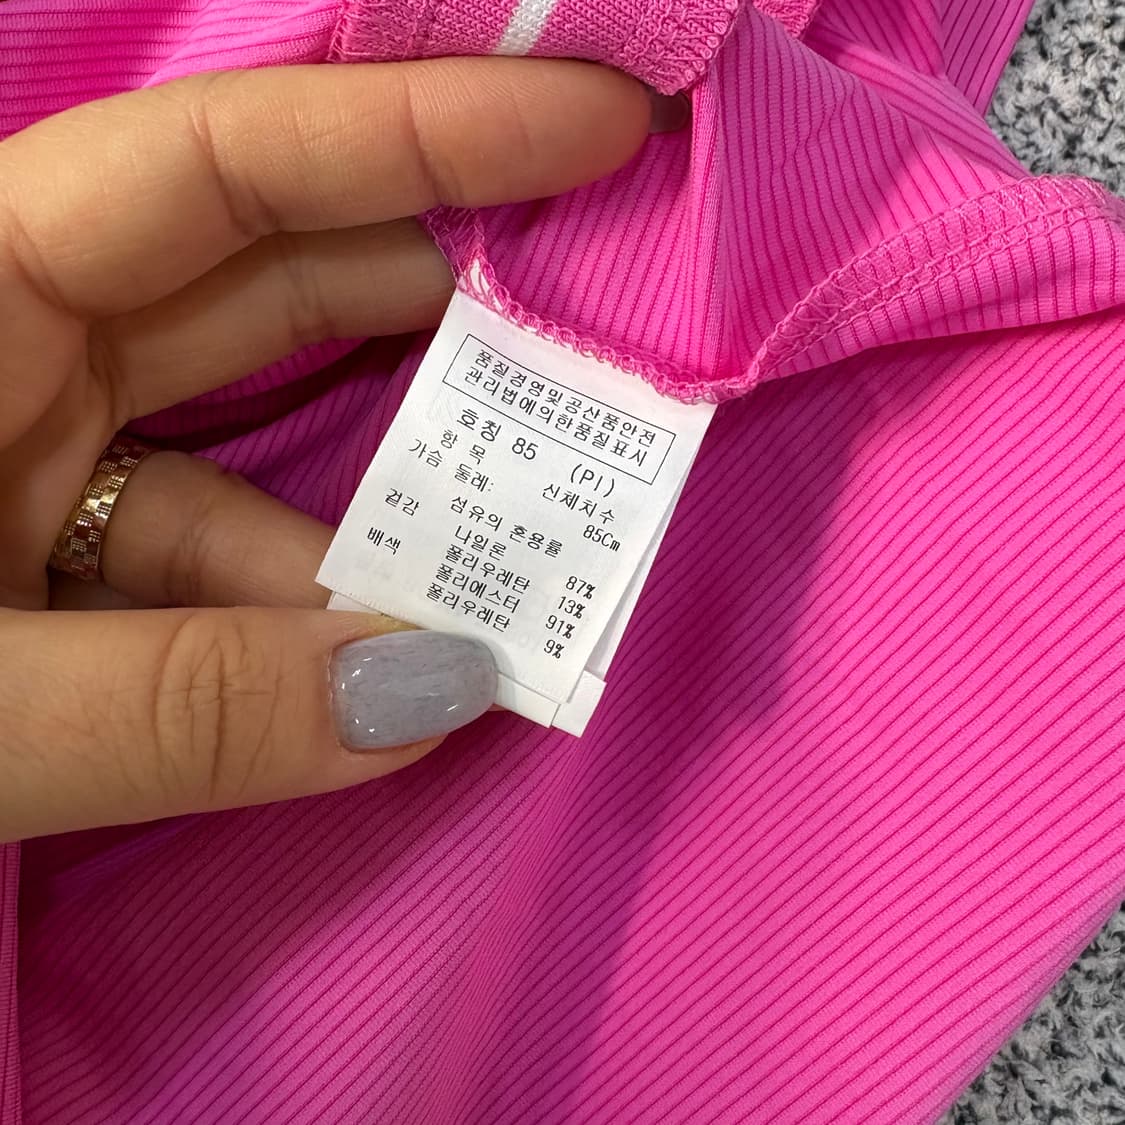 품질경영및공산품안전
관리법에의한품질표시
호칭 85 (PI)
항 목 신체치수
가슴 둘레: 85Cm
섬유의 혼용률
겉감 나일론 87%
폴리우레탄 13%
배색 폴리에스터 91%
폴리우레탄 9%